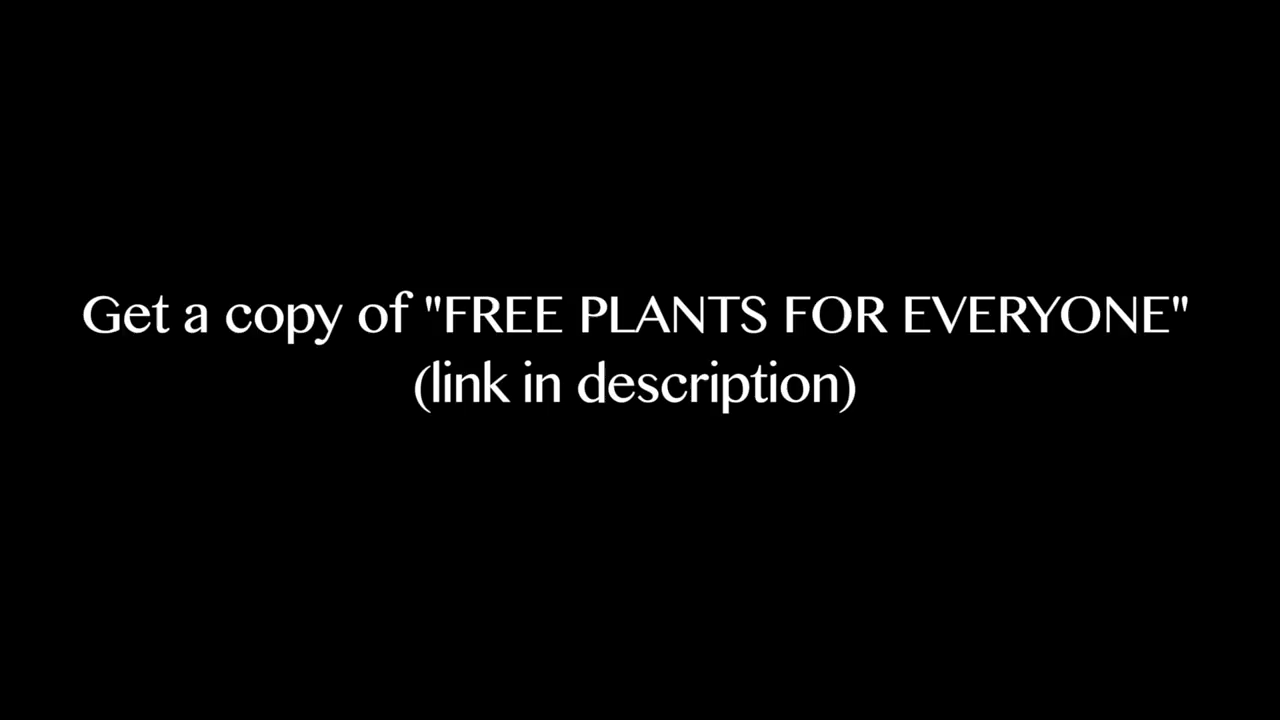 Get a copy of "FREE PLANTS FOR EVERYONE"
(link in description)